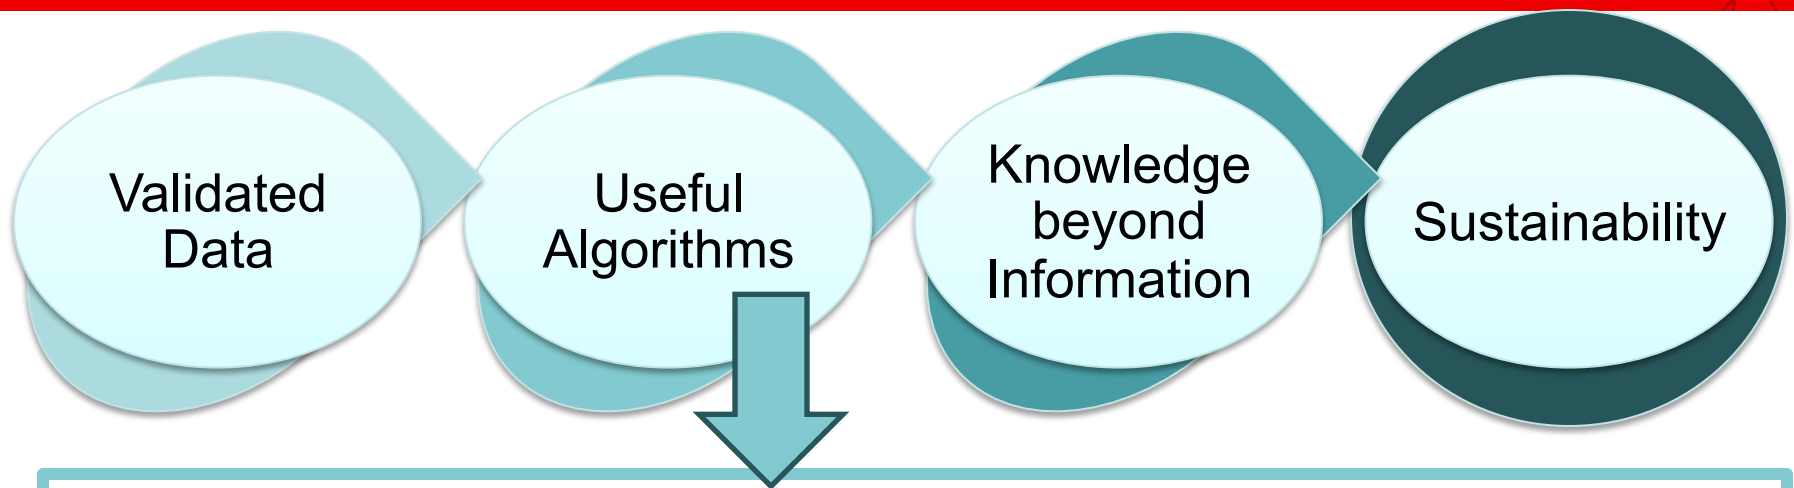 Validated
Data
Useful
Algorithms
Knowledge
beyond
Information
Sustainability